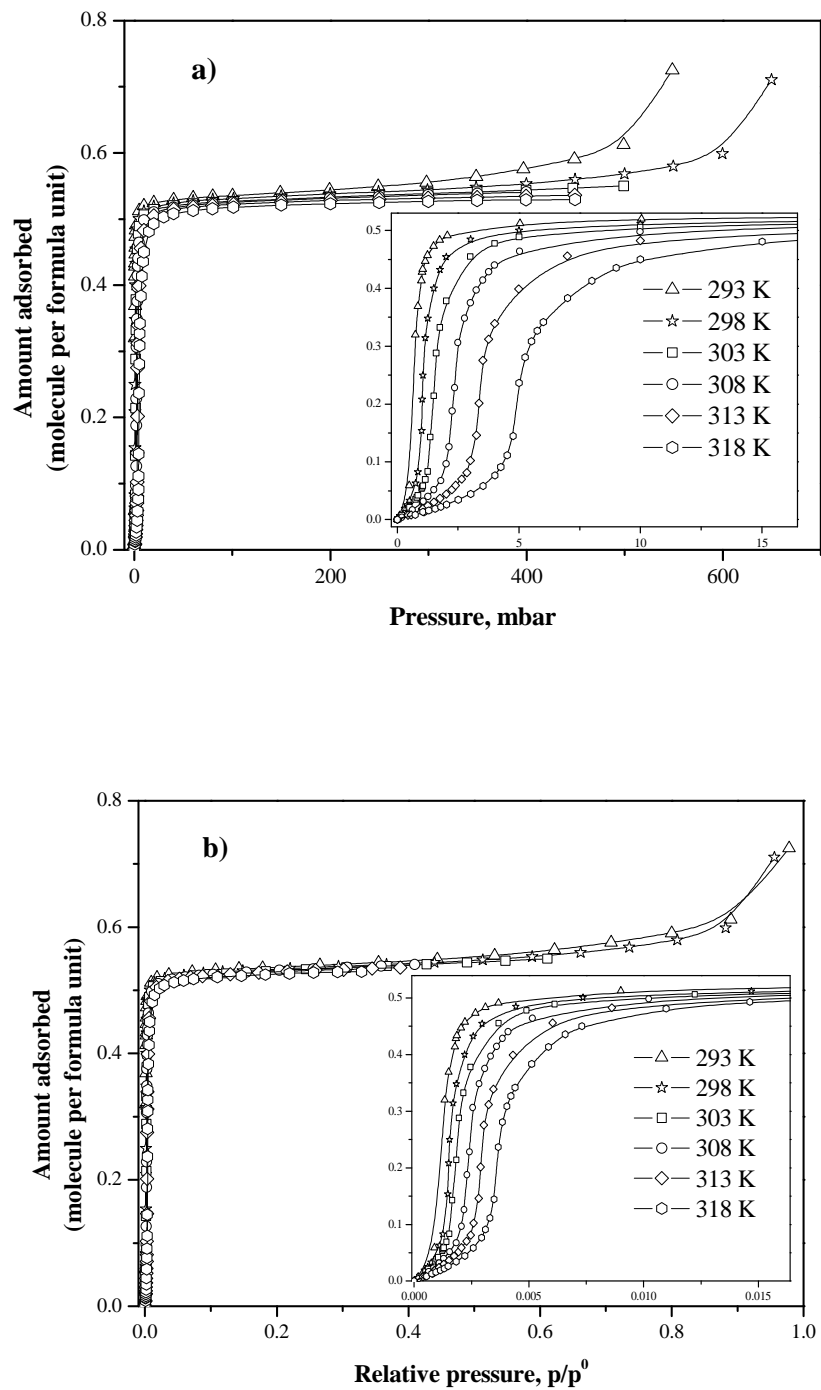 0.8
a)
0.6
0.4
0.2
0.0
Amount adsorbed
(molecule per formula unit)
0.5
0.4
0.3
0.2
0.1
0.0
0 5 10 15
293 K
298 K
303 K
308 K
313 K
318 K
0 200 400 600
Pressure, mbar
0.8
b)
0.6
0.4
0.2
0.0
Amount adsorbed
(molecule per formula unit)
0.5
0.4
0.3
0.2
0.1
0.0
0.000 0.005 0.010 0.015
293 K
298 K
303 K
308 K
313 K
318 K
0.0 0.2 0.4 0.6 0.8 1.0
Relative pressure, p/p⁰